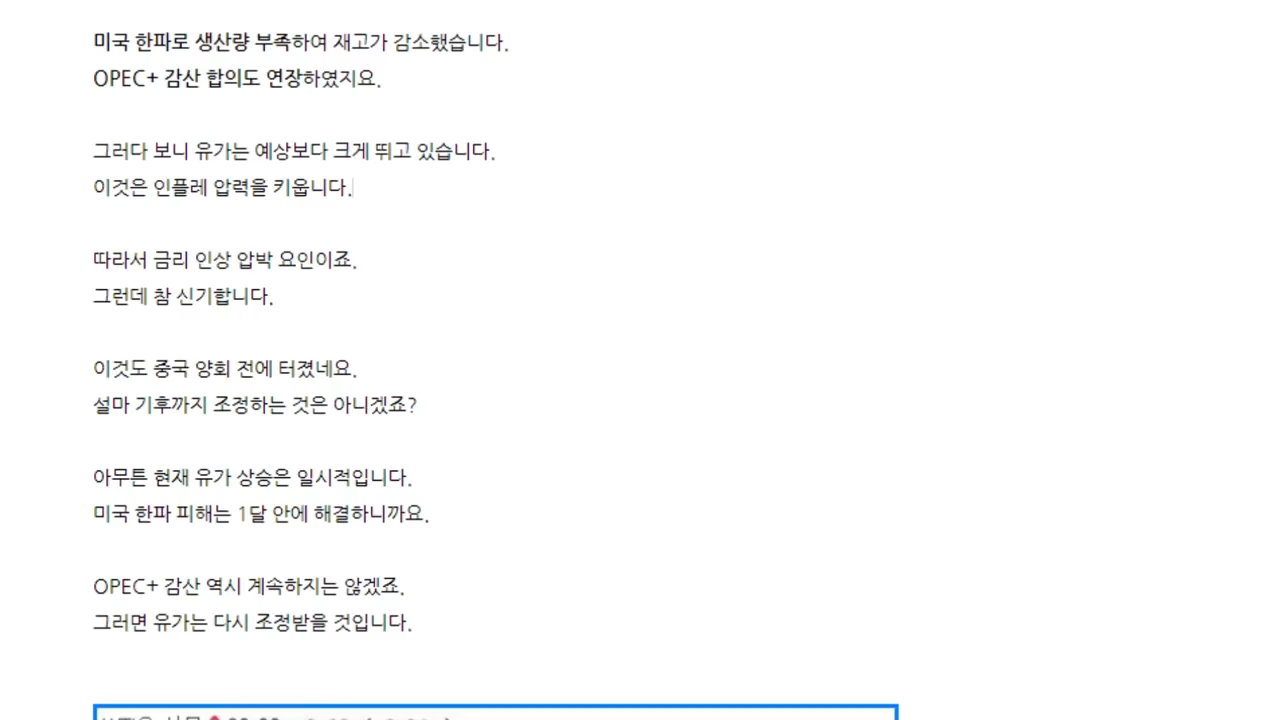 미국 한파로 생산량 부족하여 재고가 감소했습니다.
OPEC+ 감산 합의도 연장하였지요.
그러다 보니 유가는 예상보다 크게 뛰고 있습니다.
이것은 인플레 압력을 키웁니다.
따라서 금리 인상 압박 요인이죠.
그런데 참 신기합니다.
이것도 중국 양회 전에 터졌네요.
설마 기후까지 조정하는 것은 아니겠죠?
아무튼 현재 유가 상승은 일시적입니다.
미국 한파 피해는 1달 안에 해결하니까요.
OPEC+ 감산 역시 계속하지는 않겠죠.
그러면 유가는 다시 조정받을 것입니다.